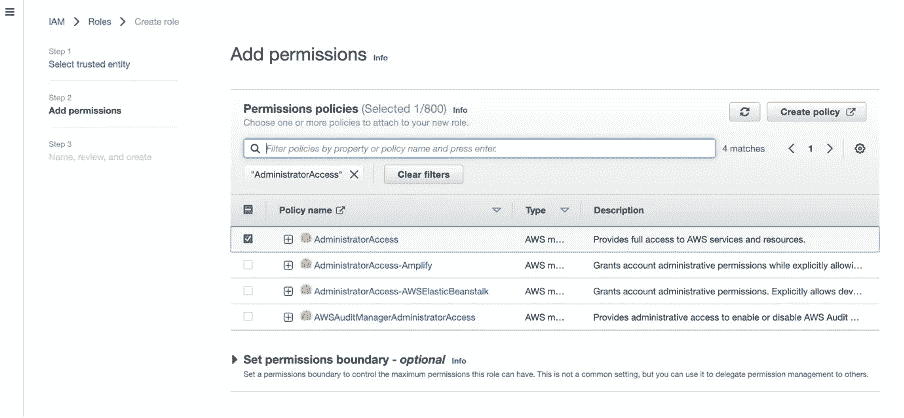 IAM > Roles > Create role
Step 1
Select trusted entity
Step 2
Add permissions
Step 3
Name, review, and create
Add permissions Info
Permissions policies (Selected 1/800) Info
Choose one or more policies to attach to your new role.
Create policy
Filter policies by property or policy name and press enter.
4 matches
1
"AdministratorAccess"
Clear filters
Policy name Type Description
AdministratorAccess AWS m... Provides full access to AWS services and resources.
AdministratorAccess-Amplify AWS m... Grants account administrative permissions while explicitly allowi...
AdministratorAccess-AWSElasticBeanstalk AWS m... Grants account administrative permissions. Explicitly allows dev...
AWSAuditManagerAdministratorAccess AWS m... Provides administrative access to enable or disable AWS Audit ...
Set permissions boundary - optional Info
Set a permissions boundary to control the maximum permissions this role can have. This is not a common setting, but you can use it to delegate permission management to others.